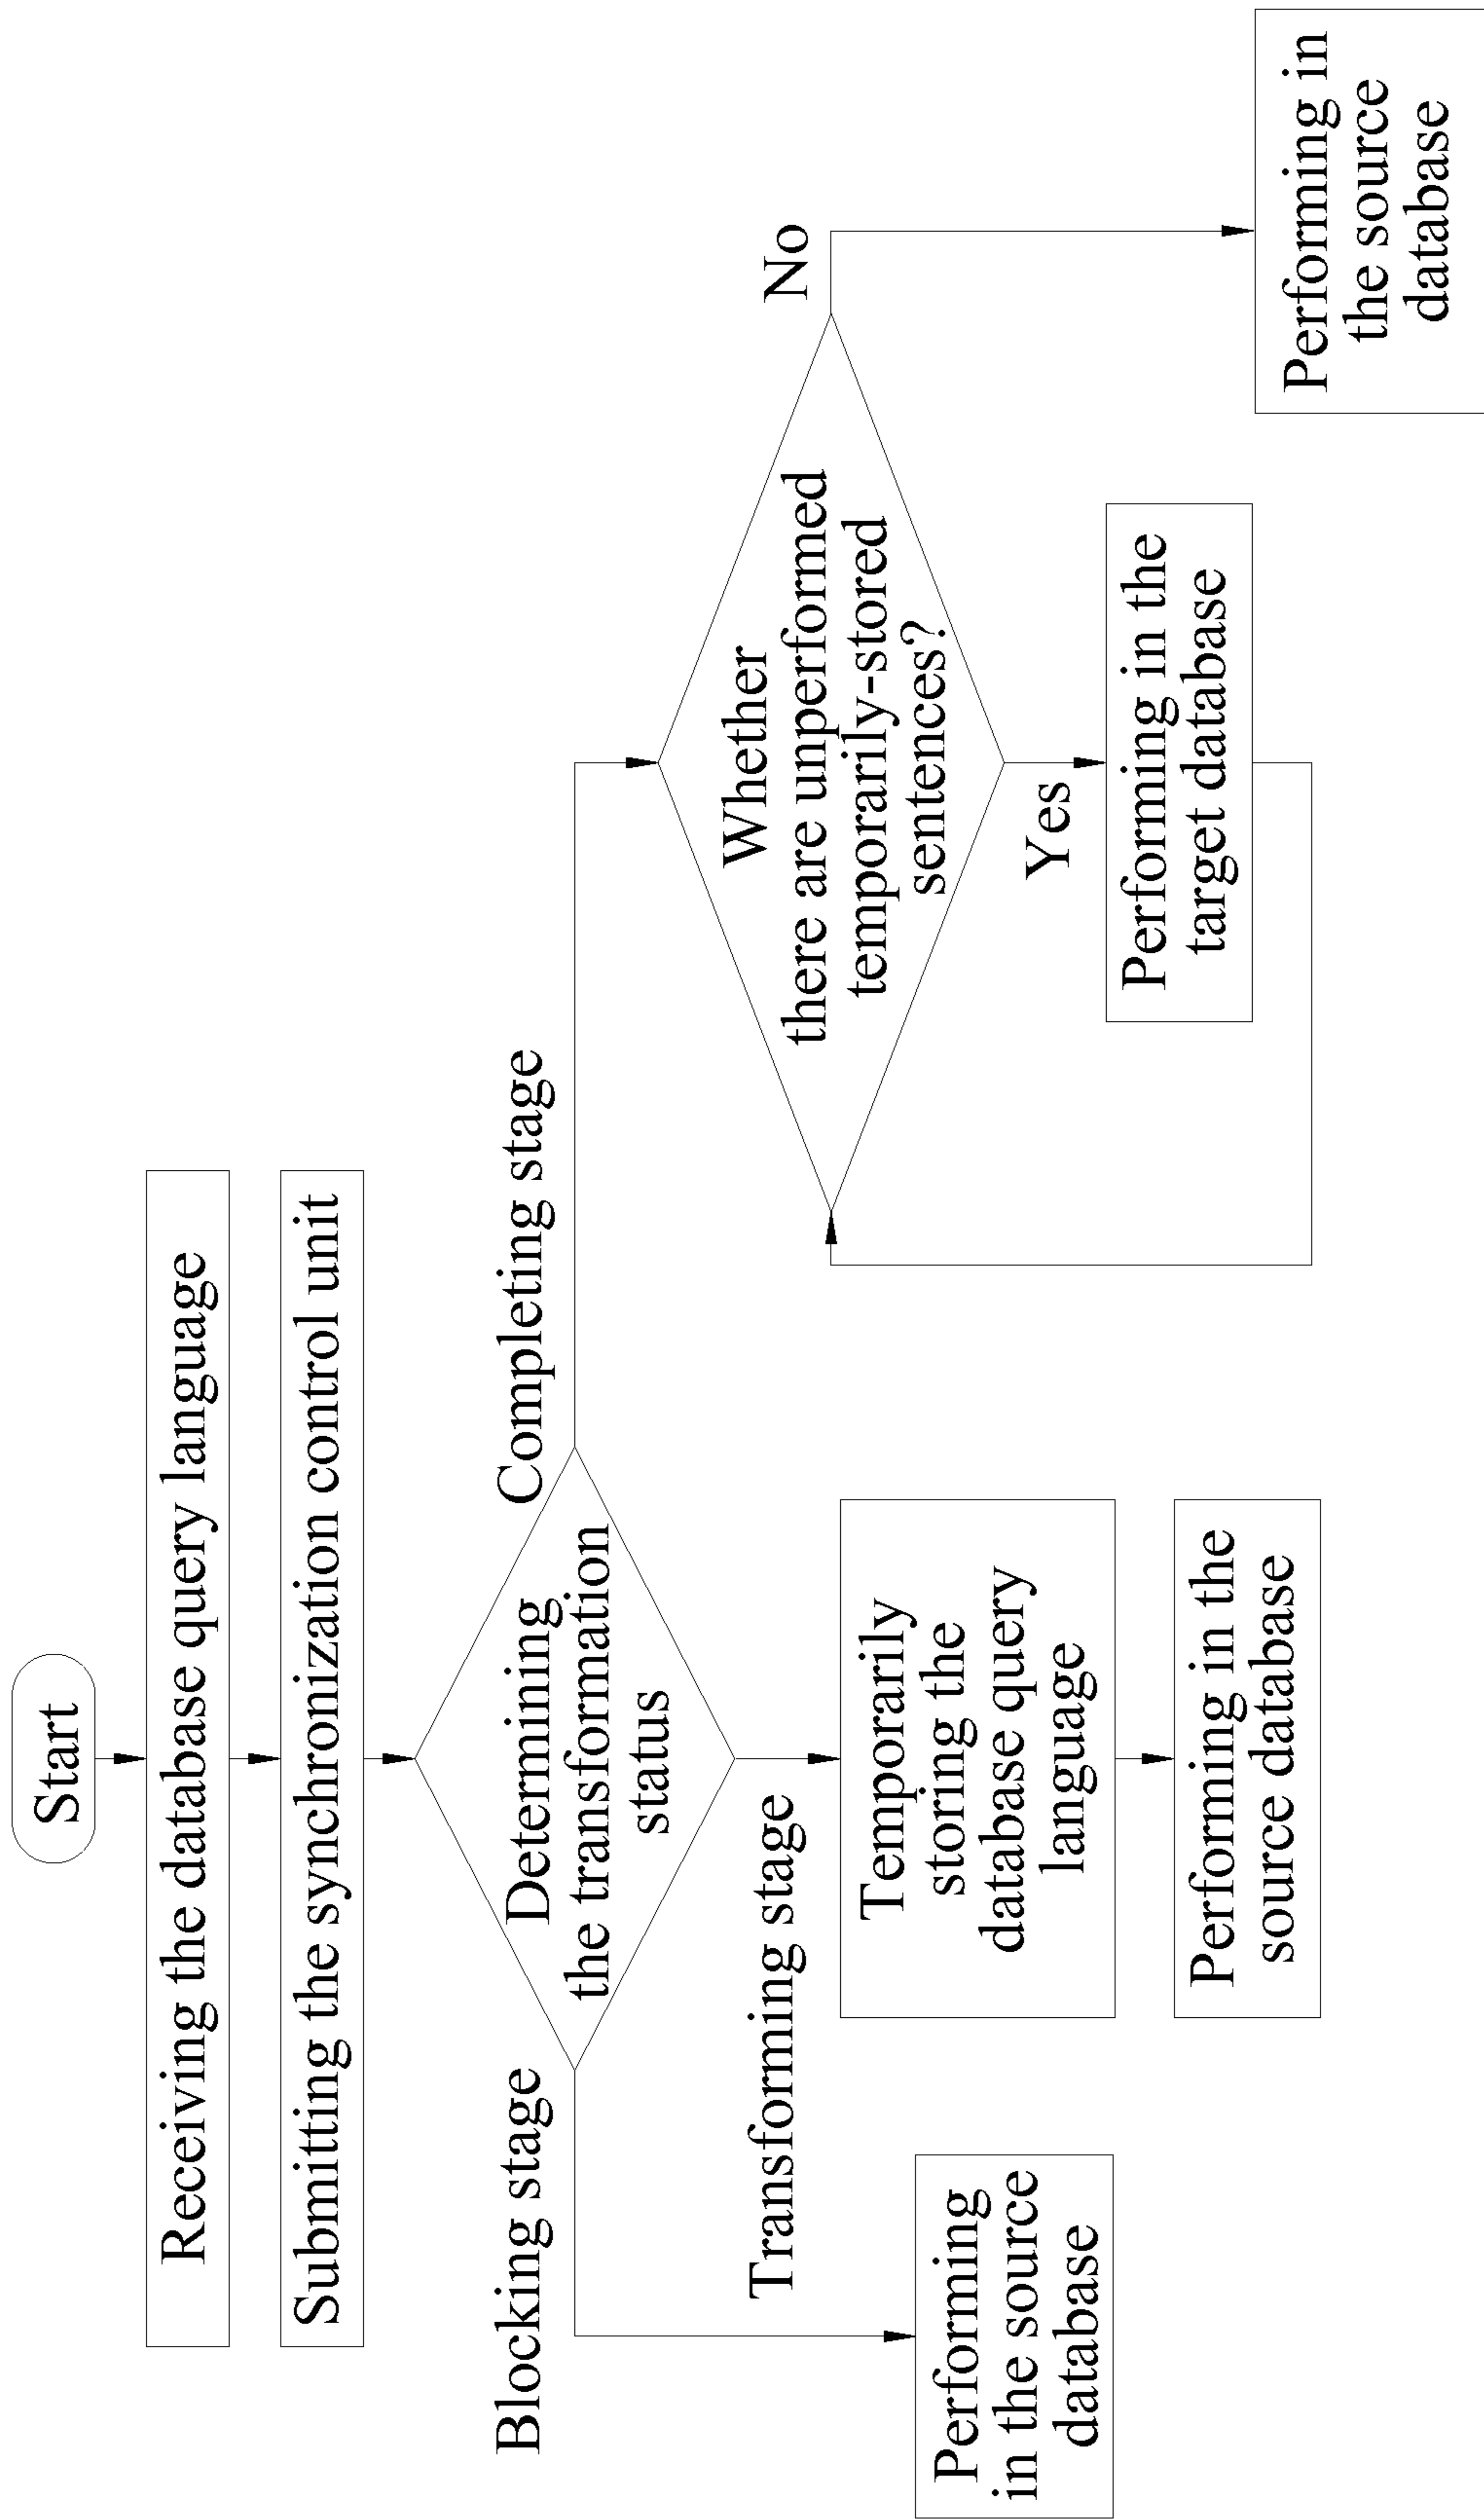 Start
Receiving the database query language
Submitting the synchronization control unit
Determining
the transformation
status
Blocking stage
Transforming stage
Completing stage
Performing
in the source
database
Temporarily
storing the
database query
language
Performing in the
source database
Whether
there are unperformed
temporarily-stored
sentences?
Yes
No
Performing in the
target database
Performing in
the source
database